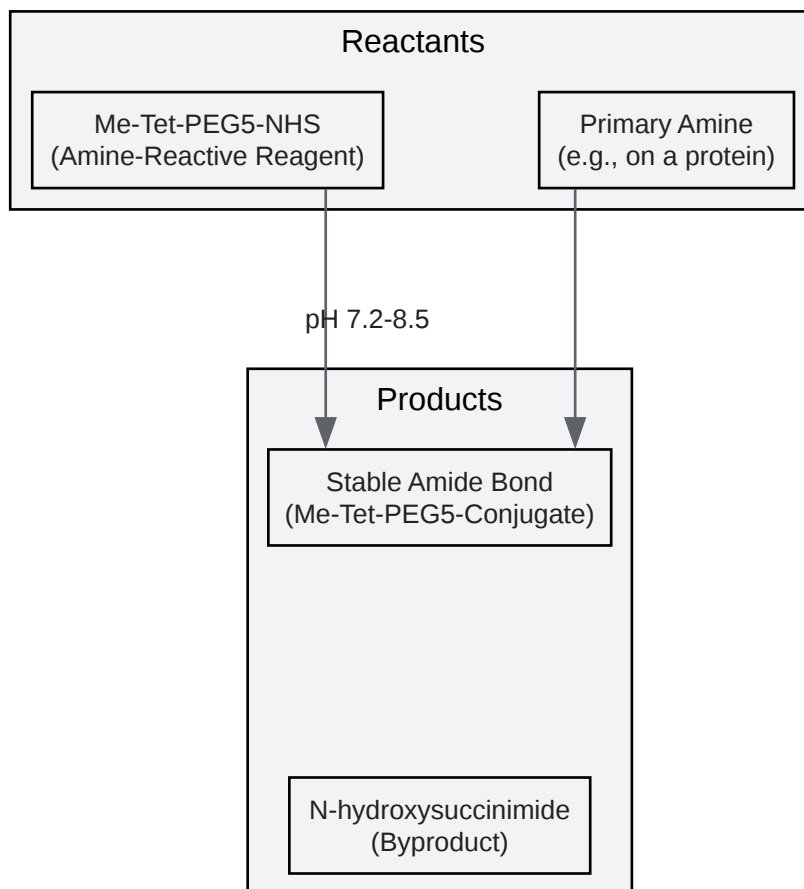 Reactants
Me-Tet-PEG5-NHS
(Amine-Reactive Reagent)
Primary Amine
(e.g., on a protein)
pH 7.2-8.5
Products
Stable Amide Bond
(Me-Tet-PEG5-Conjugate)
N-hydroxysuccinimide
(Byproduct)